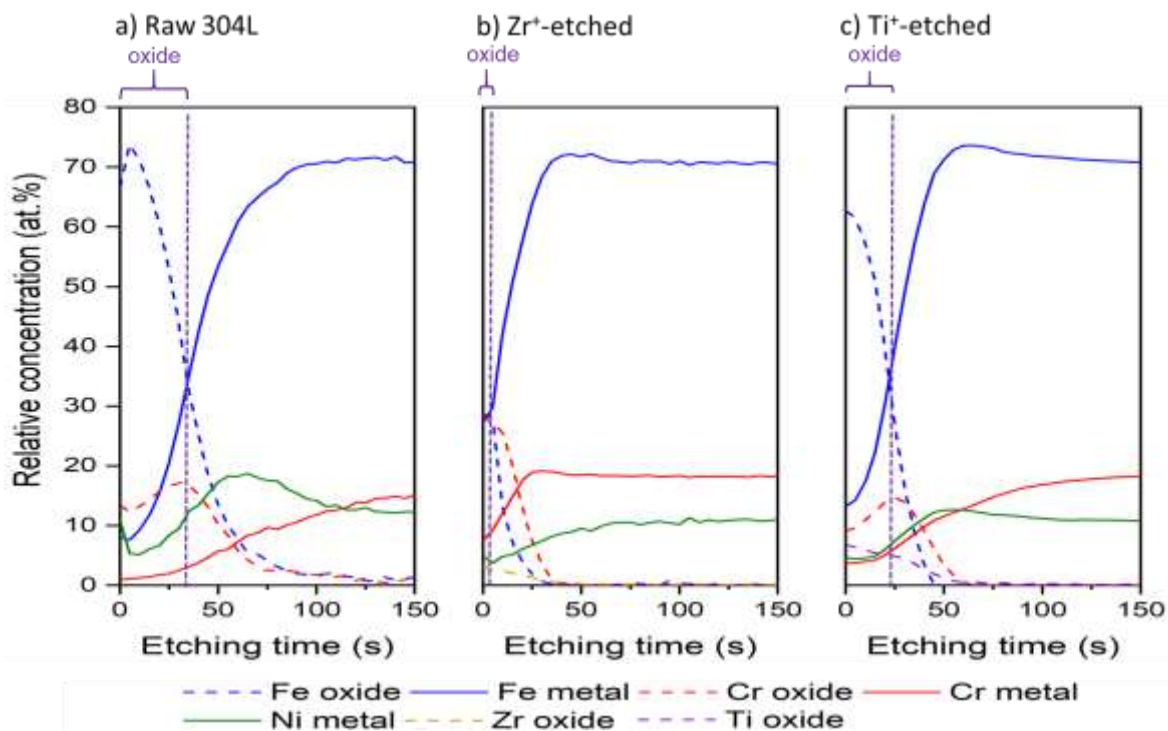 a) Raw 304L
b) Zr⁺-etched
c) Ti⁺-etched
oxide
oxide
oxide
Relative concentration (at.%)
80
70
60
50
40
30
20
10
0
0 50 100 150
0 50 100 150
0 50 100 150
Etching time (s)
Etching time (s)
Etching time (s)
Fe oxide Fe metal Cr oxide Cr metal
Ni metal Zr oxide Ti oxide